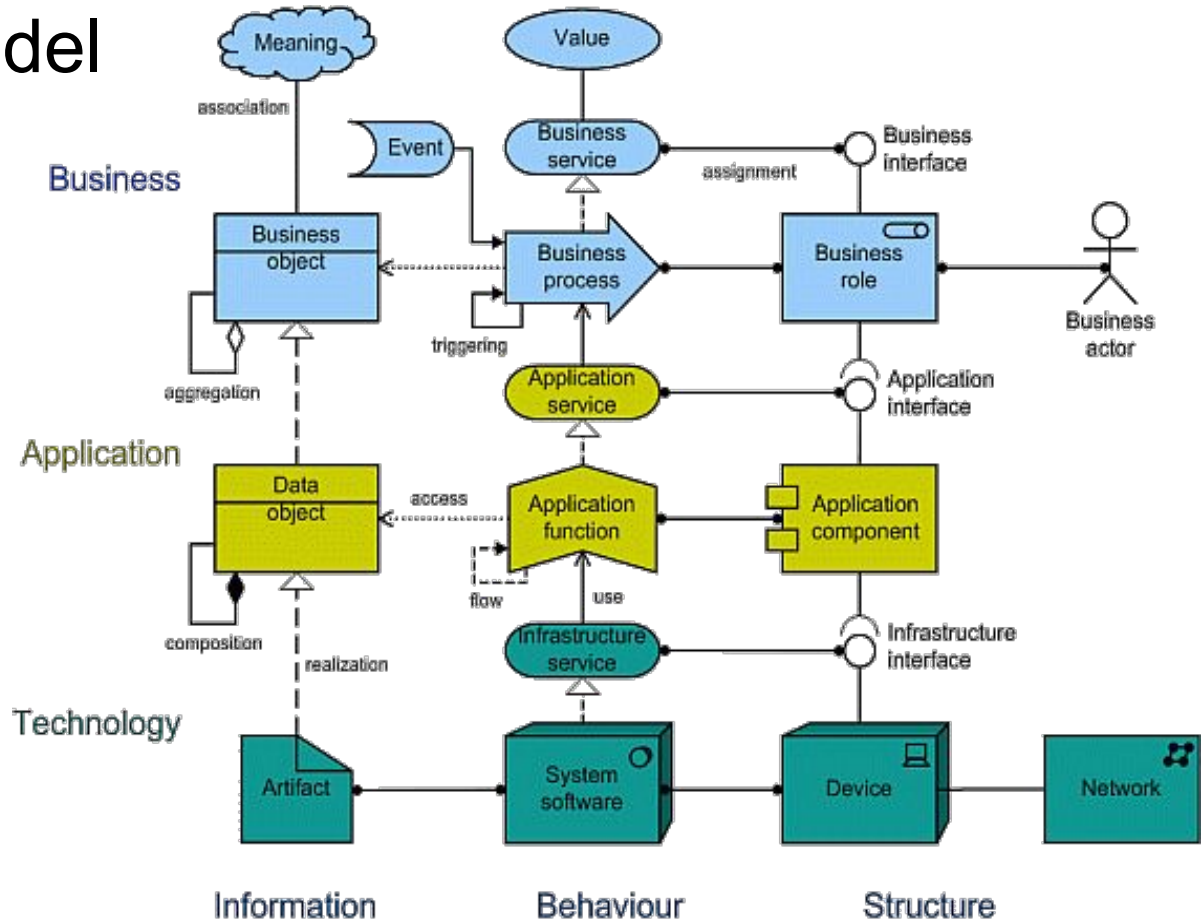 del
Meaning
Value
association
Event
Business
service
assignment
Business
interface
Business
Business
object
Business
process
Business
role
Business
actor
triggering
aggregation
Application
service
Application
interface
Application
Data
object
access
Application
function
Application
component
flow
use
composition
realization
Infrastructure
service
Infrastructure
interface
Technology
Artifact
System
software
Device
Network
Information
Behaviour
Structure